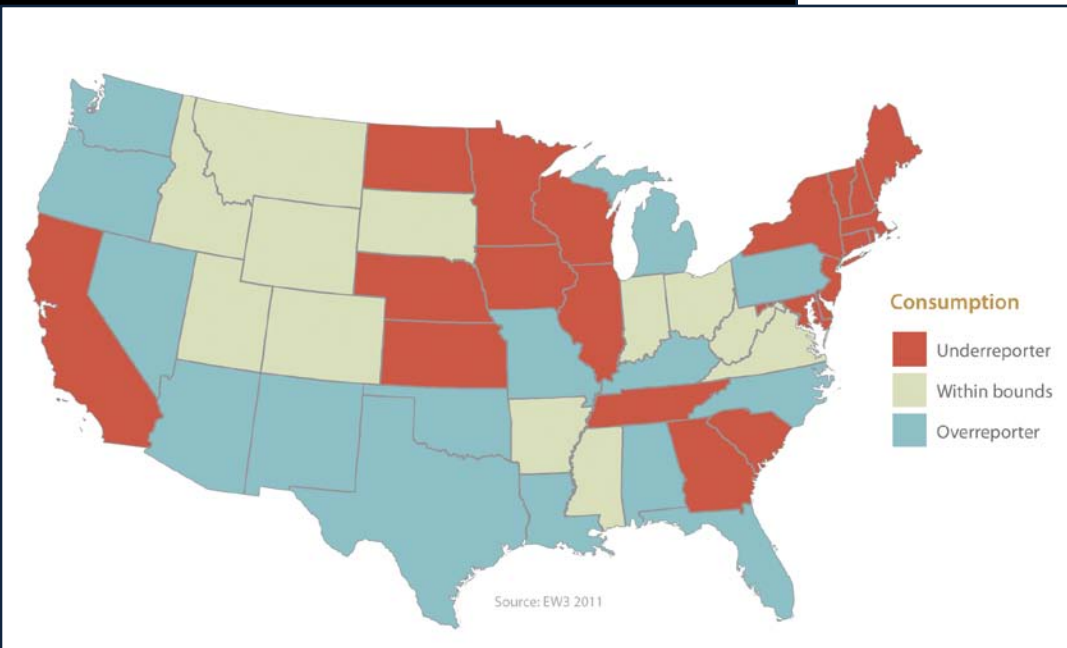 Consumption
Underreporter
Within bounds
Overreporter
Source: EW3 2011